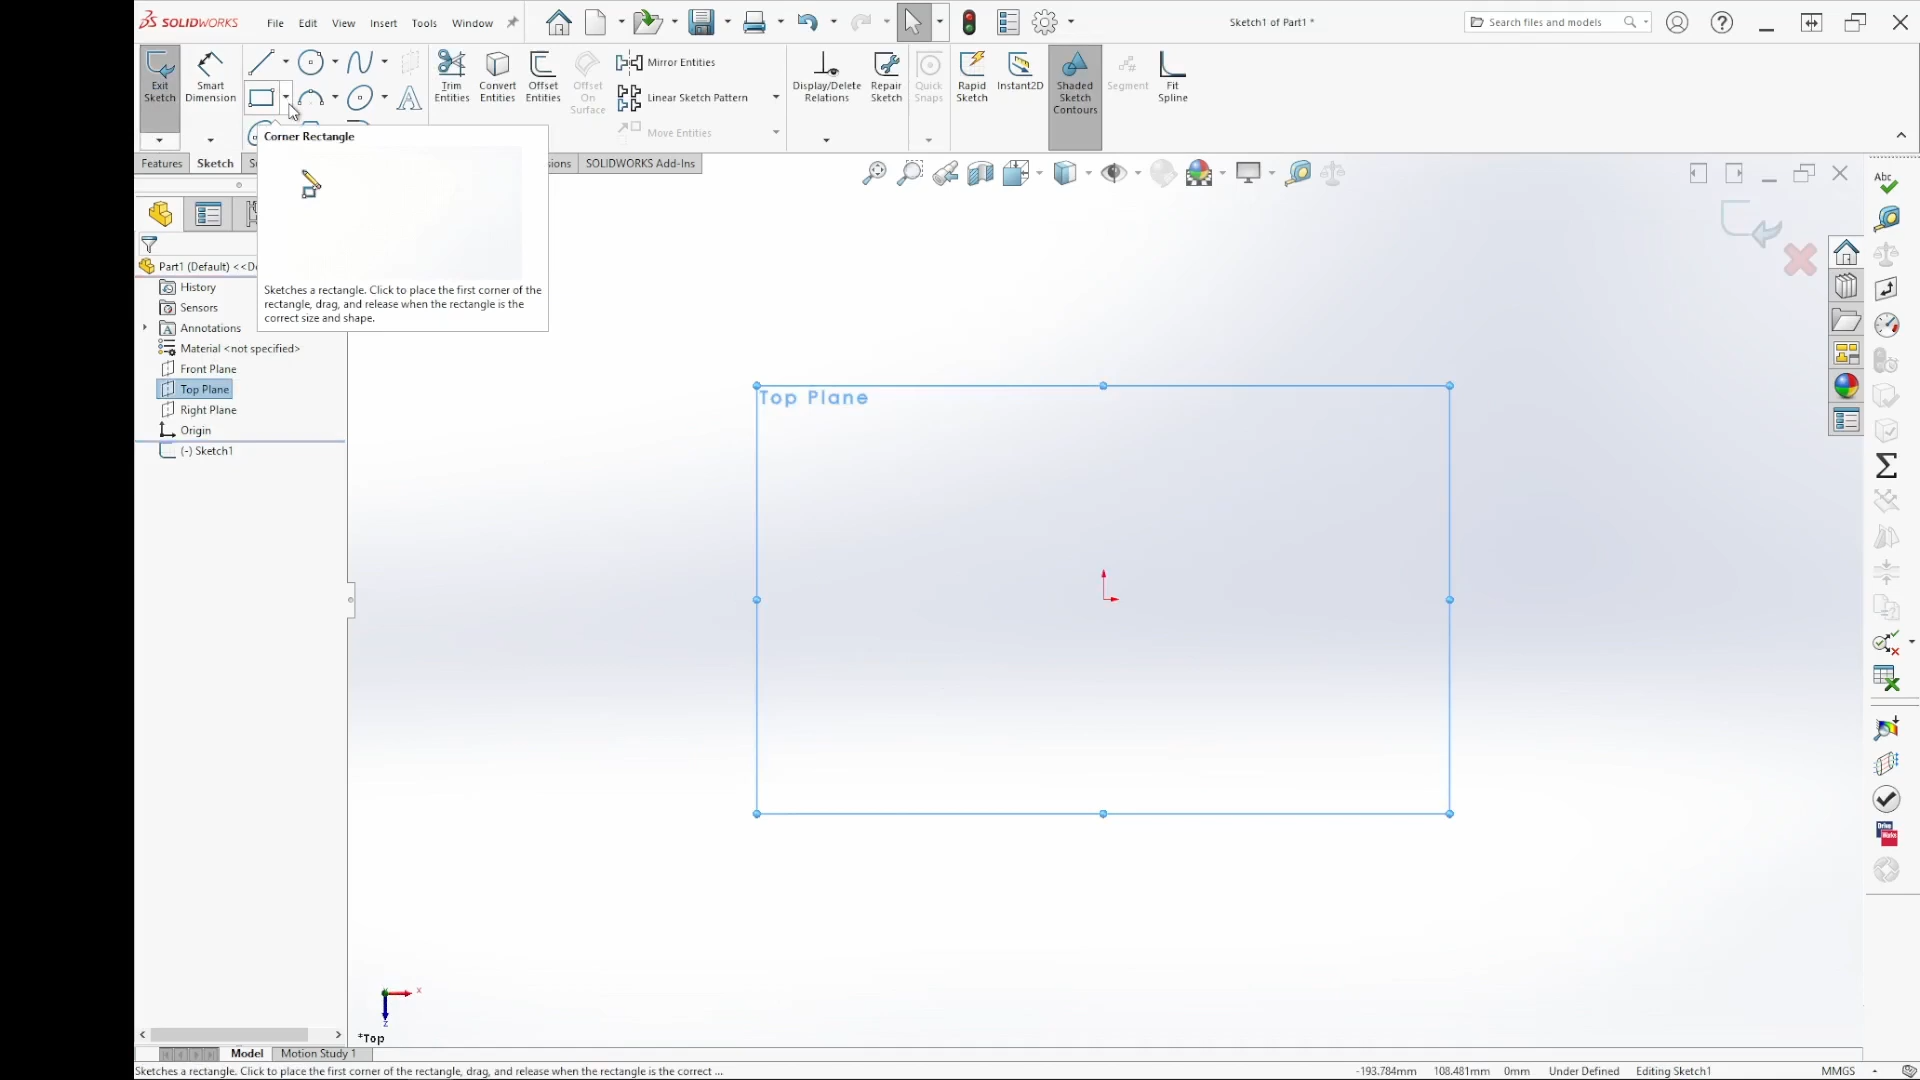 SOLIDWORKS File Edit View Insert Tools Window
Sketch1 of Part1 *
Search files and models
Exit Sketch
Smart Dimension
Trim Entities
Convert Entities
Offset Entities
Offset On Surface
Mirror Entities
Linear Sketch Pattern
Move Entities
Display/Delete Relations
Repair Sketch
Quick Snaps
Rapid Sketch
Instant2D
Shaded Sketch Contours
Segment
Fit Spline
Features Sketch
SOLIDWORKS Add-Ins
Corner Rectangle
Sketches a rectangle. Click to place the first corner of the
rectangle, drag, and release when the rectangle is the
correct size and shape.
Part1 (Default) <<De
History
Sensors
Annotations
Material <not specified>
Front Plane
Top Plane
Right Plane
Origin
(-) Sketch1
Top Plane
Abc
x
z
*Top
Model Motion Study 1
Sketches a rectangle. Click to place the first corner of the rectangle, drag, and release when the rectangle is the correct ...
-193.784mm 108.481mm 0mm Under Defined Editing Sketch1 MMGS